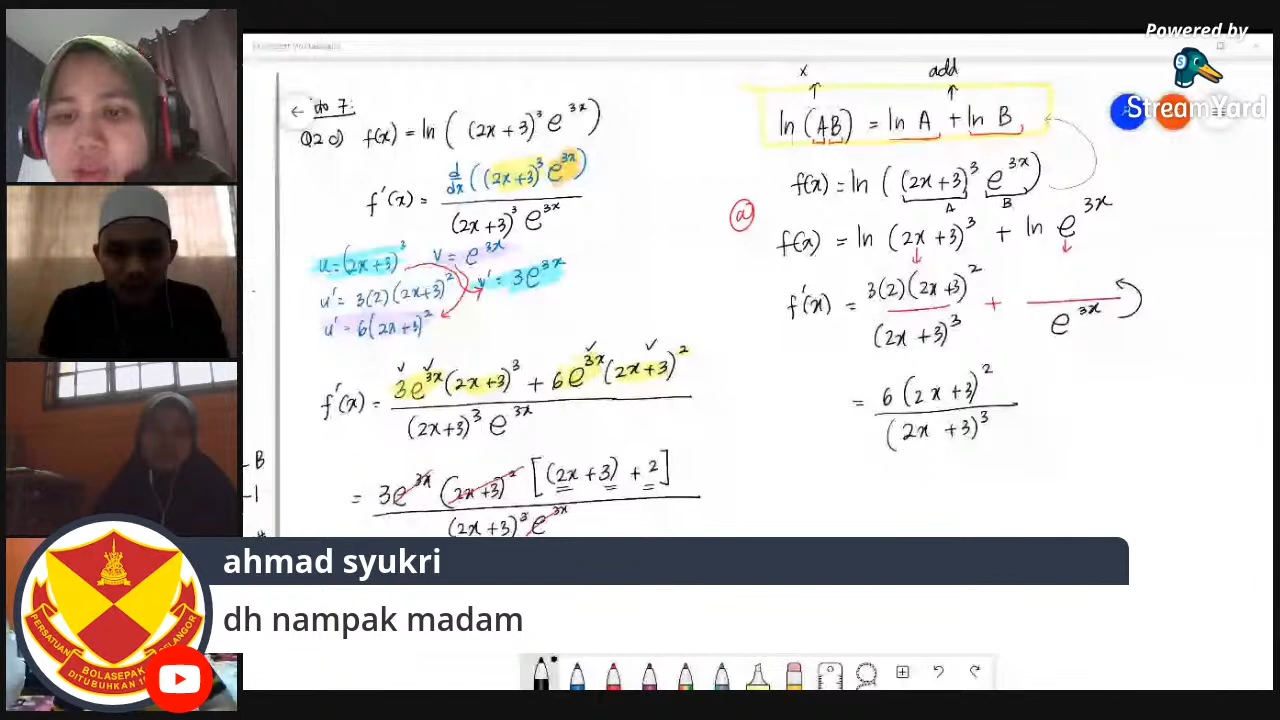 Powered by
StreamYard
← Tuto 7:
Q2 c) f(x) = ln ( (2x+3)³ e³ˣ )
f'(x) = d/dx ( (2x+3)³ e³ˣ ) / (2x+3)³ e³ˣ
u = (2x+3)³ v = e³ˣ
u' = 3(2)(2x+3)² v' = 3e³ˣ
u' = 6(2x+3)²
f'(x) = 3e³ˣ(2x+3)³ + 6e³ˣ(2x+3)² / (2x+3)³ e³ˣ
= 3e³ˣ (2x+3)² [(2x+3) + 2] / (2x+3)³ e³ˣ
x add
ln (AB) = ln A + ln B
f(x) = ln ( (2x+3)³ e³ˣ )
A B
a
f(x) = ln (2x+3)³ + ln e³ˣ
f'(x) = 3(2)(2x+3)² / (2x+3)³ + / e³ˣ
= 6(2x+3)² / (2x+3)³
- B
-1
ahmad syukri
dh nampak madam
PERSATUAN
BOLASEPAK
SELANGOR